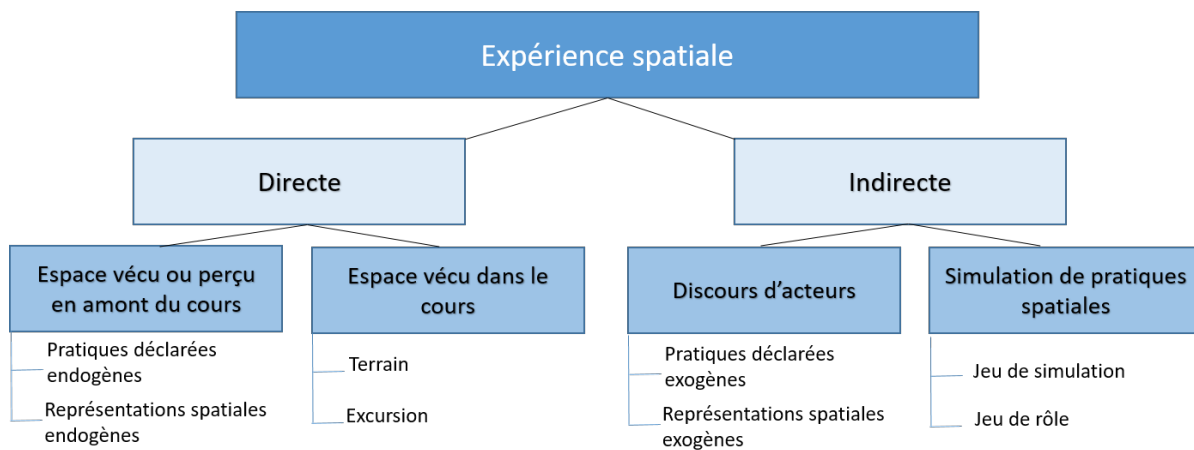 Expérience spatiale
Directe
Indirecte
Espace vécu ou perçu
en amont du cours
Espace vécu dans le
cours
Discours d’acteurs
Simulation de pratiques
spatiales
Pratiques déclarées
endogènes
Représentations spatiales
endogènes
Terrain
Excursion
Pratiques déclarées
exogènes
Représentations spatiales
exogènes
Jeu de simulation
Jeu de rôle